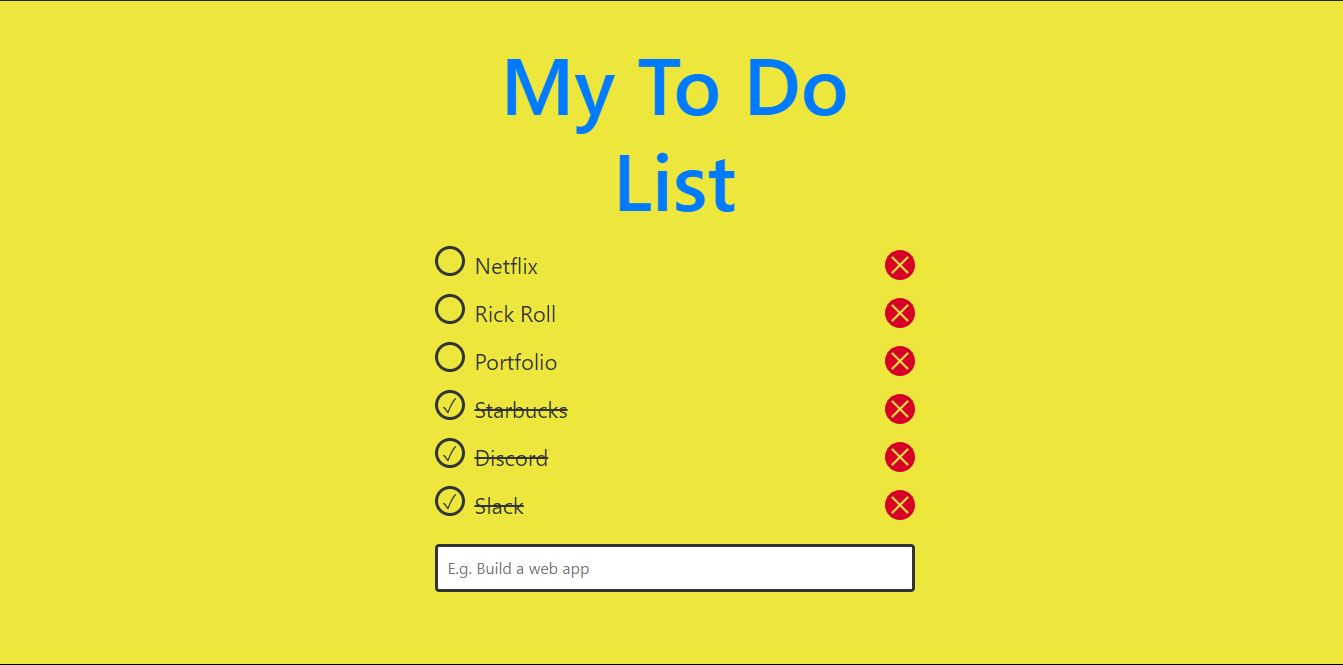 My To Do
List
Netflix
Rick Roll
Portfolio
Starbucks
Discord
Slack
E.g. Build a web app